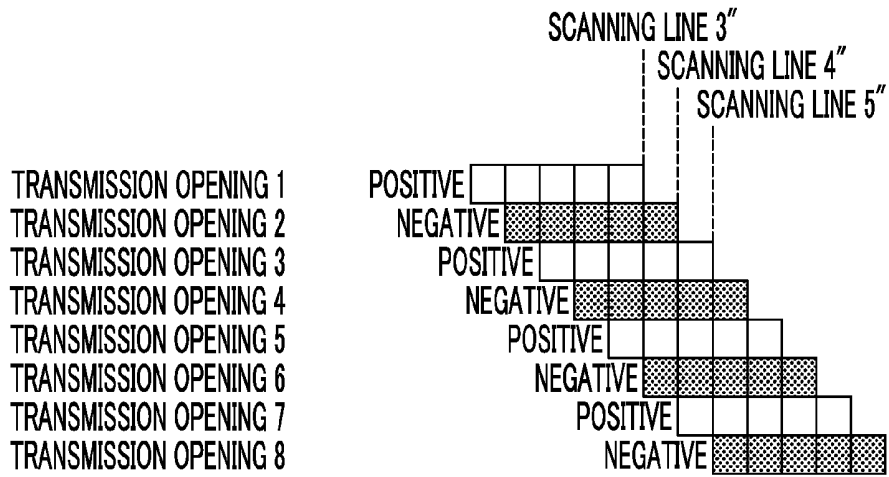 SCANNING LINE 3″
SCANNING LINE 4″
SCANNING LINE 5″
TRANSMISSION OPENING 1 POSITIVE
TRANSMISSION OPENING 2 NEGATIVE
TRANSMISSION OPENING 3 POSITIVE
TRANSMISSION OPENING 4 NEGATIVE
TRANSMISSION OPENING 5 POSITIVE
TRANSMISSION OPENING 6 NEGATIVE
TRANSMISSION OPENING 7 POSITIVE
TRANSMISSION OPENING 8 NEGATIVE